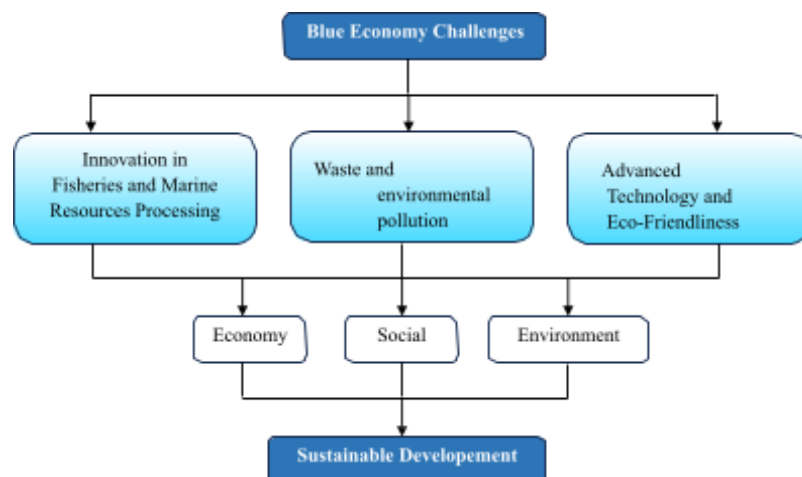 Blue Economy Challenges
Innovation in
Fisheries and Marine
Resources Processing
Waste and
environmental
pollution
Advanced
Technology and
Eco-Friendliness
Economy
Social
Environment
Sustainable Developement